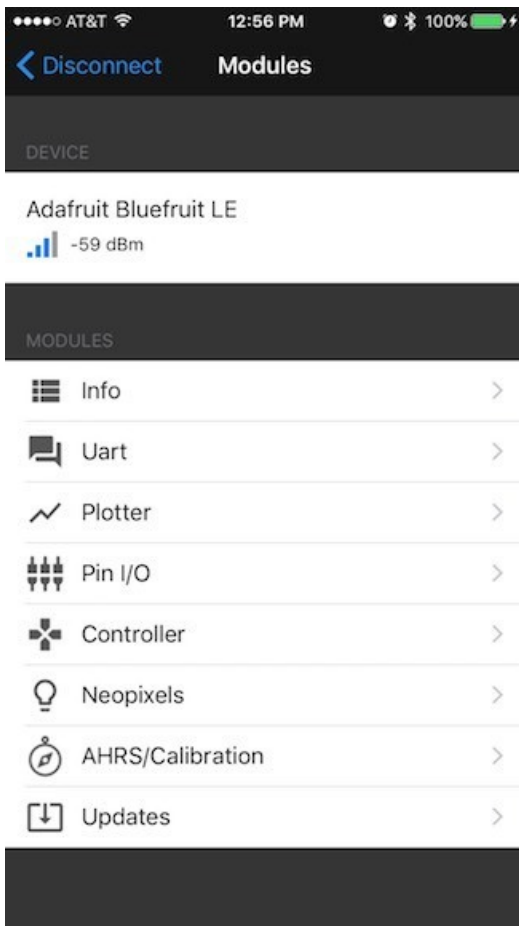 AT&T 12:56 PM 100%
Disconnect Modules
DEVICE
Adafruit Bluefruit LE
-59 dBm
MODULES
Info
Uart
Plotter
Pin I/O
Controller
Neopixels
AHRS/Calibration
Updates